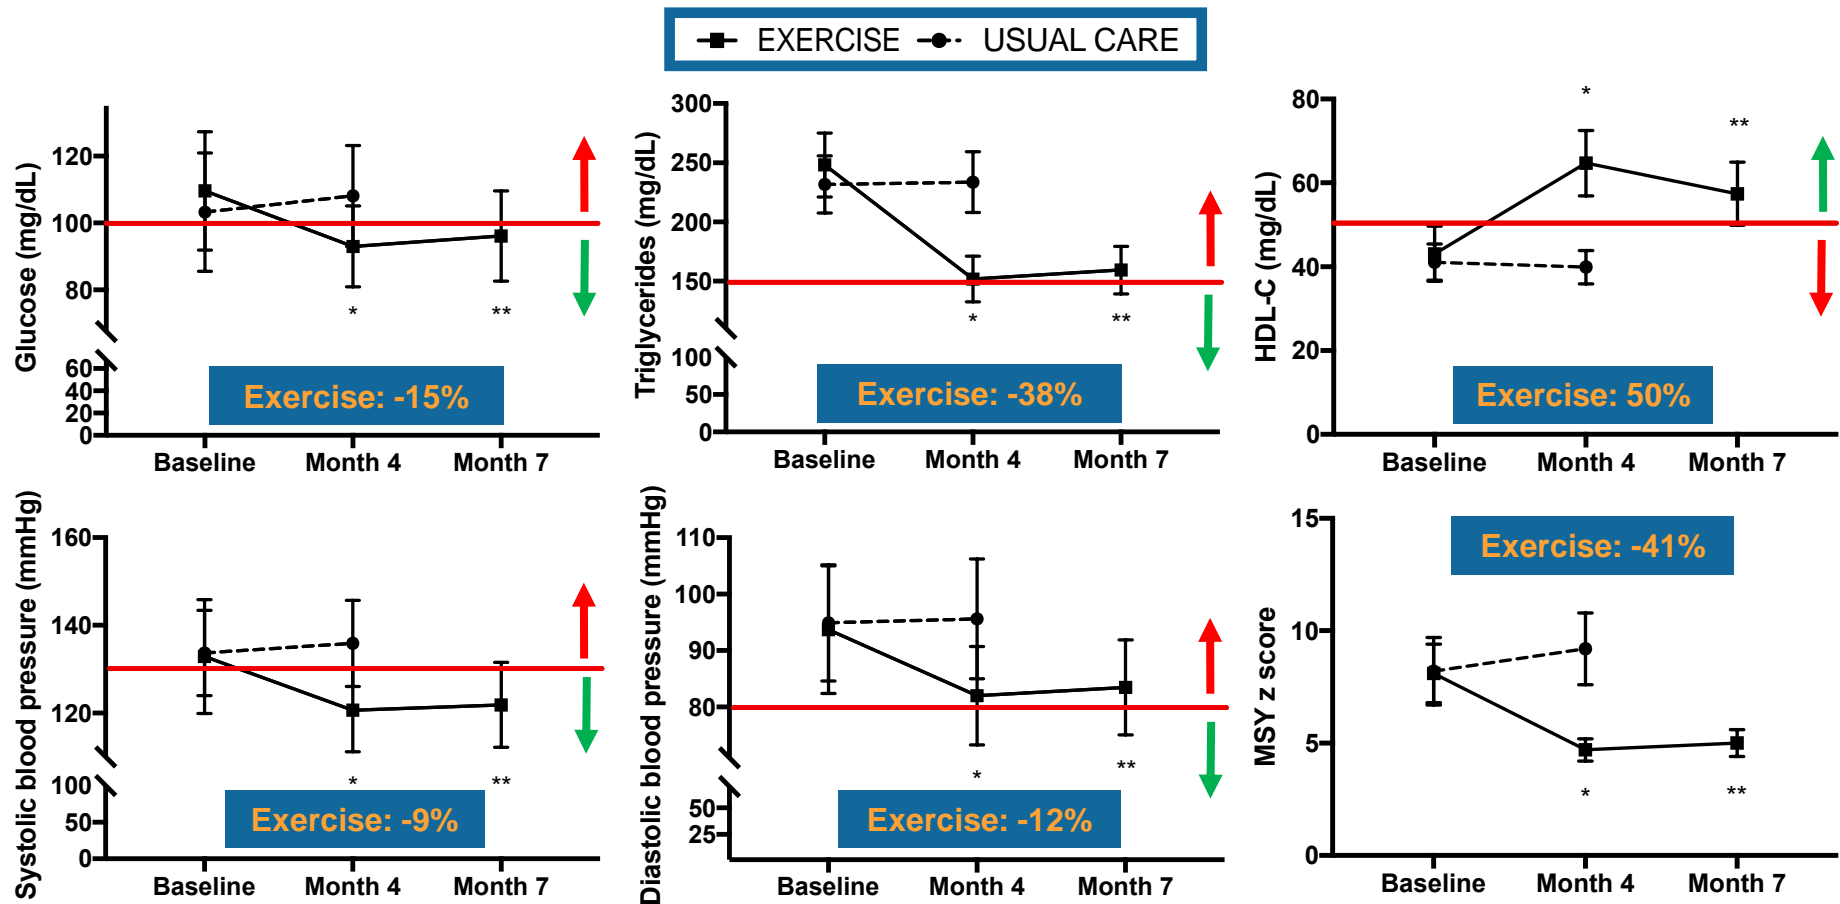 EXERCISE USUAL CARE
Glucose (mg/dL)
120
100
80
60
40
20
0
*
**
Exercise: -15%
Baseline Month 4 Month 7
Triglycerides (mg/dL)
300
250
200
150
100
50
0
*
**
Exercise: -38%
Baseline Month 4 Month 7
HDL-C (mg/dL)
80
60
40
20
0
*
**
Exercise: 50%
Baseline Month 4 Month 7
Systolic blood pressure (mmHg)
160
140
120
100
50
0
*
**
Exercise: -9%
Baseline Month 4 Month 7
Diastolic blood pressure (mmHg)
110
100
90
80
50
25
*
**
Exercise: -12%
Baseline Month 4 Month 7
MSY z score
15
10
5
0
Exercise: -41%
*
**
Baseline Month 4 Month 7